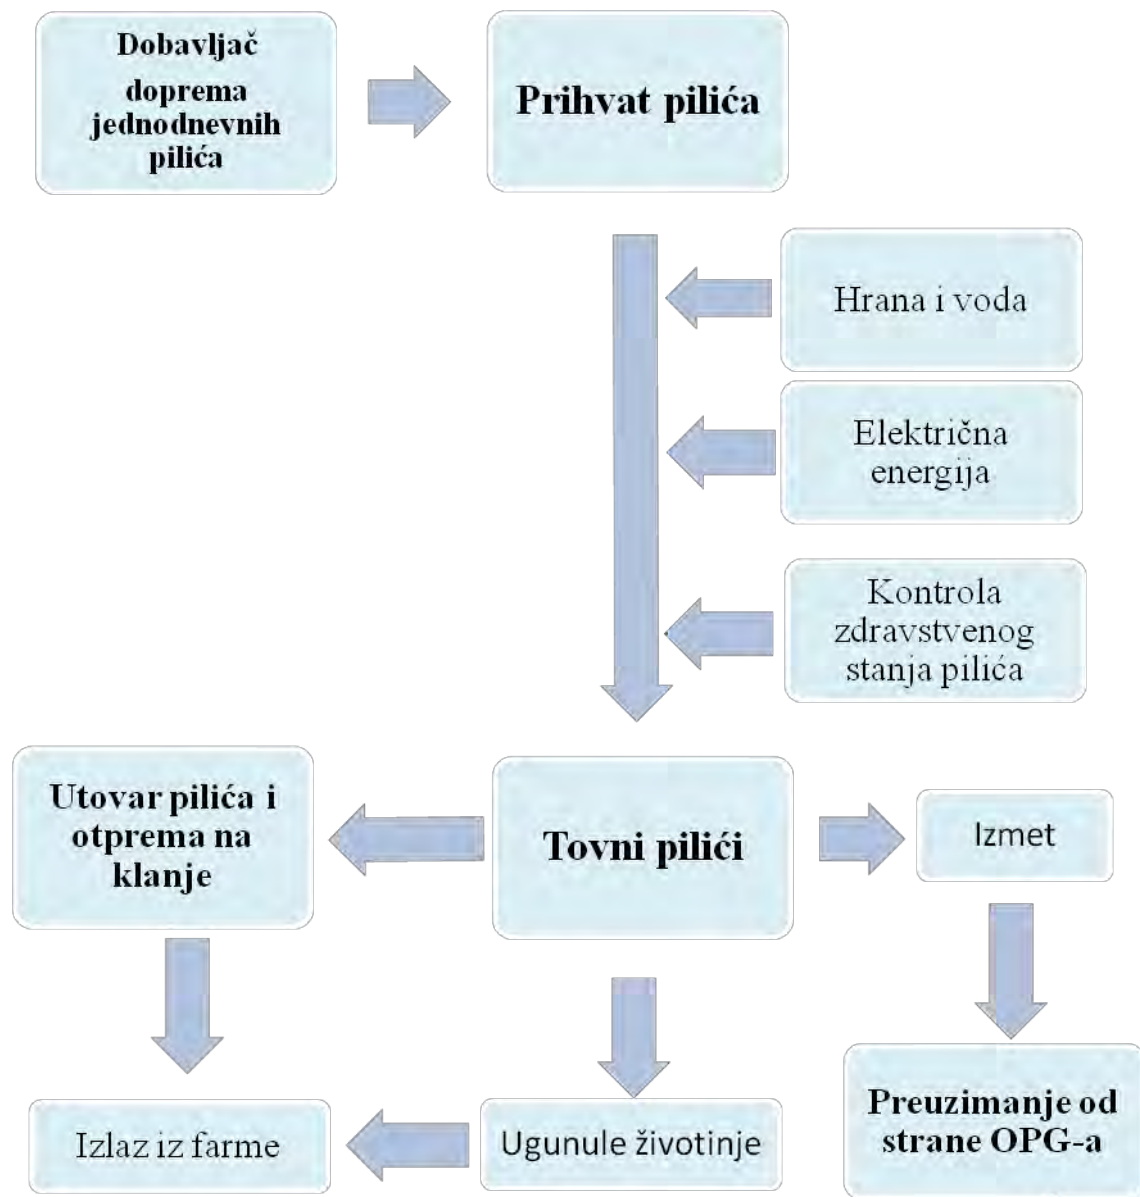 Dobavljač
doprema
jednodnevnih
pilića
Prihvat pilića
Hrana i voda
Električna
energija
Kontrola
zdravstvenog
stanja pilića
Utovar pilića i
otprema na
klanje
Tovni pilići
Izmet
Preuzimanje od
strane OPG-a
Izlaz iz farme
Ugunule životinje